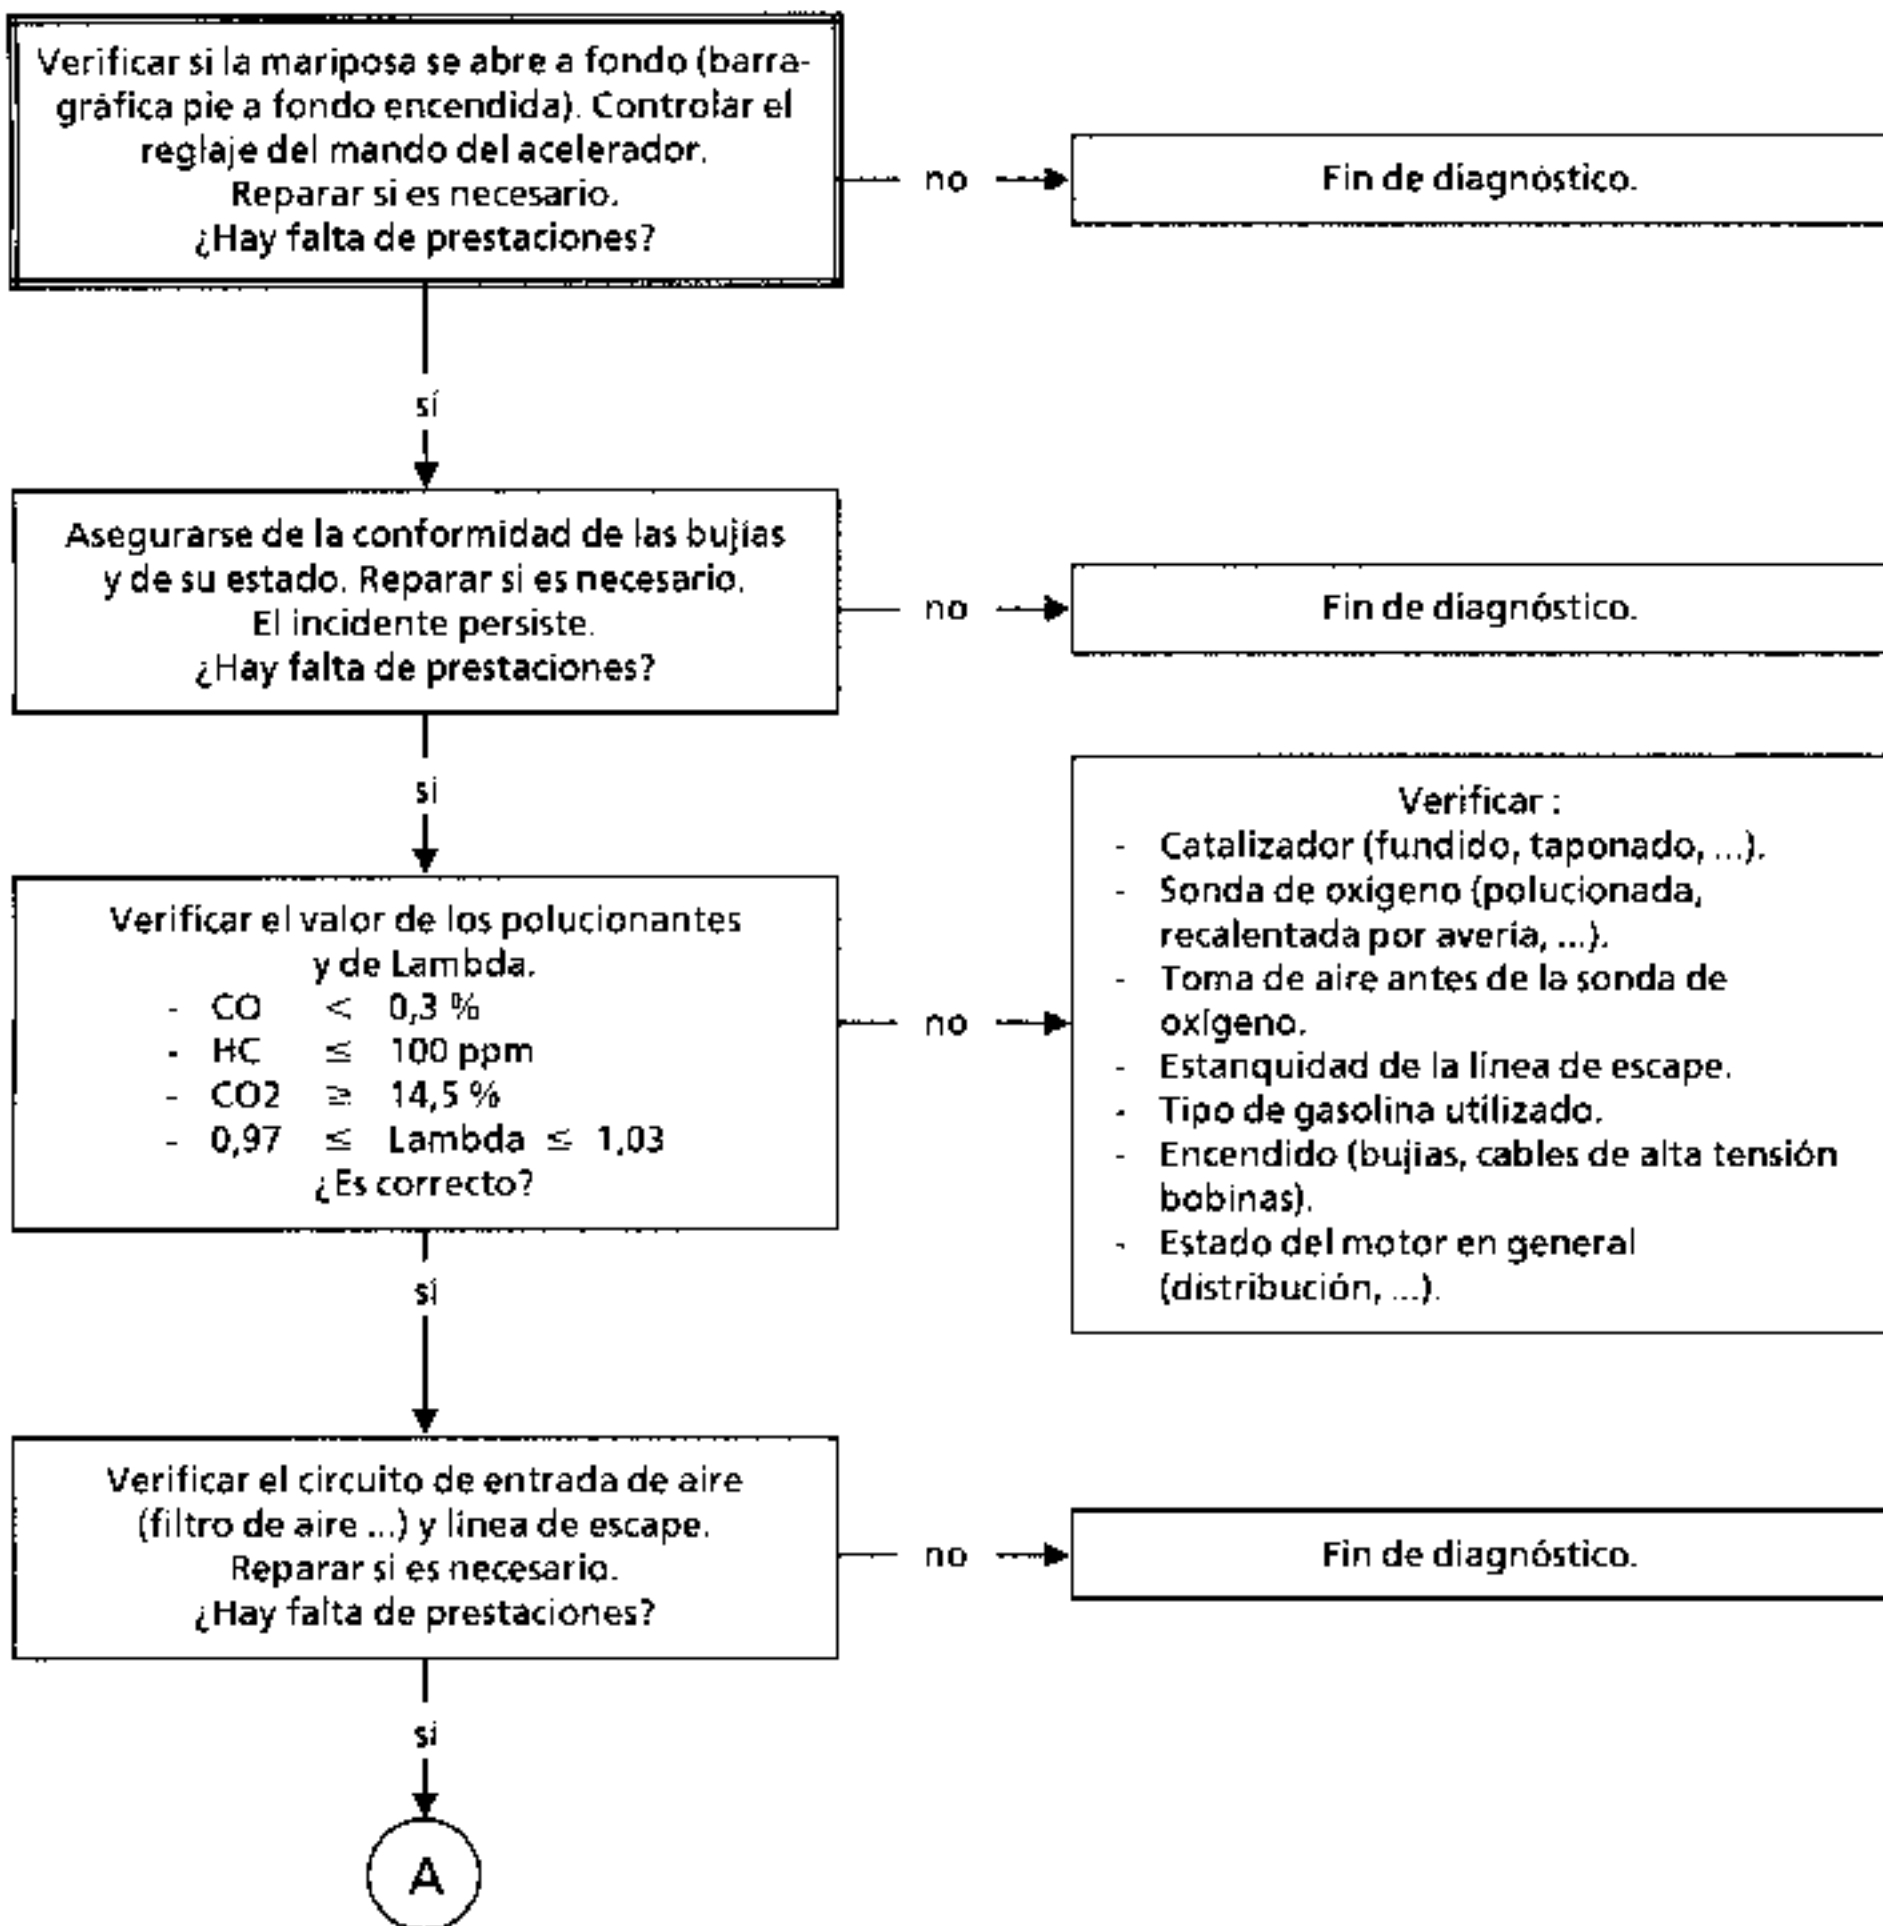 Verificar si la mariposa se abre a fondo (barra-
gráfica pie a fondo encendida). Controlar el
reglaje del mando del acelerador.
Reparar si es necesario.
¿Hay falta de prestaciones?
no
Fin de diagnóstico.
sí
Asegurarse de la conformidad de las bujías
y de su estado. Reparar si es necesario.
El incidente persiste.
¿Hay falta de prestaciones?
no
Fin de diagnóstico.
sí
Verificar el valor de los polucionantes
y de Lambda.
- CO < 0,3 %
- HC ≤ 100 ppm
- CO2 ≥ 14,5 %
- 0,97 ≤ Lambda ≤ 1,03
¿Es correcto?
no
Verificar :
- Catalizador (fundido, taponado, ...).
- Sonda de oxígeno (polucionada,
recalentada por avería, ...).
- Toma de aire antes de la sonda de
oxígeno.
- Estanquidad de la línea de escape.
- Tipo de gasolina utilizado.
- Encendido (bujías, cables de alta tensión
bobinas).
- Estado del motor en general
(distribución, ...).
sí
Verificar el circuito de entrada de aire
(filtro de aire ...) y línea de escape.
Reparar si es necesario.
¿Hay falta de prestaciones?
no
Fin de diagnóstico.
sí
A